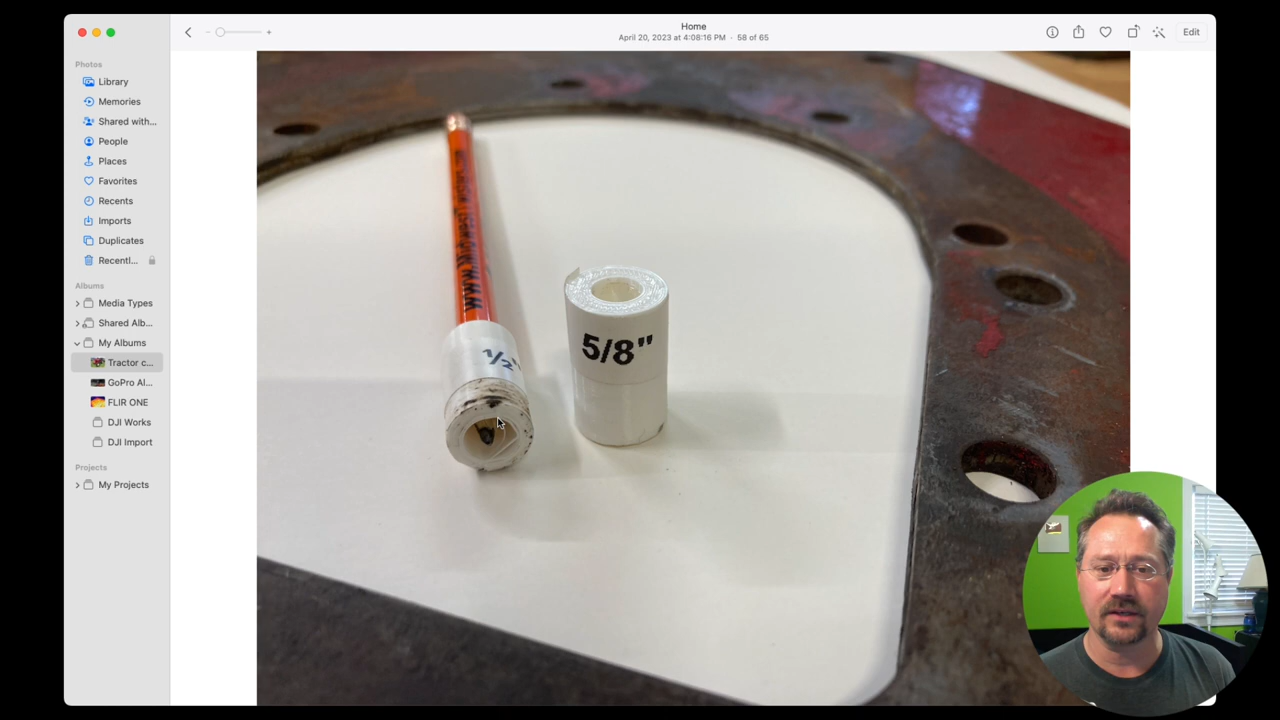 Home
April 20, 2023 at 4:08:16 PM - 58 of 65
Edit
Photos
Library
Memories
Shared with...
People
Places
Favorites
Recents
Imports
Duplicates
Recentl...
Albums
Media Types
Shared Alb...
My Albums
Tractor c...
GoPro Al...
FLIR ONE
DJI Works
DJI Import
Projects
My Projects
1/2"
5/8"